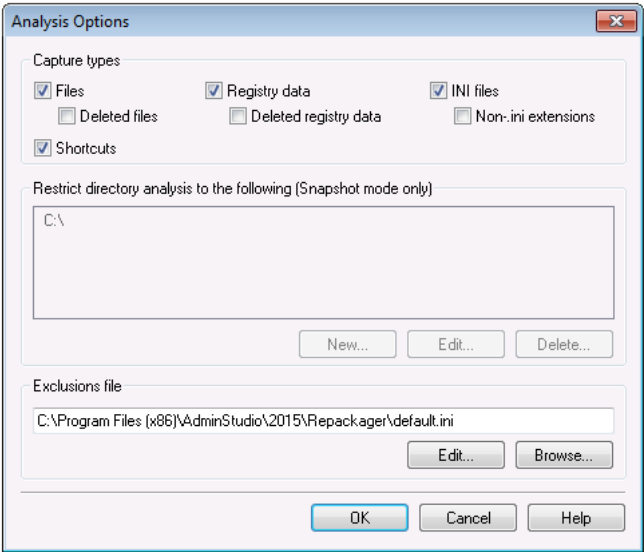 Analysis Options
Capture types
Files Registry data INI files
Deleted files Deleted registry data Non-.ini extensions
Shortcuts
Restrict directory analysis to the following (Snapshot mode only)
C:\
New... Edit... Delete...
Exclusions file
C:\Program Files (x86)\AdminStudio\2015\Repackager\default.ini
Edit... Browse...
OK Cancel Help